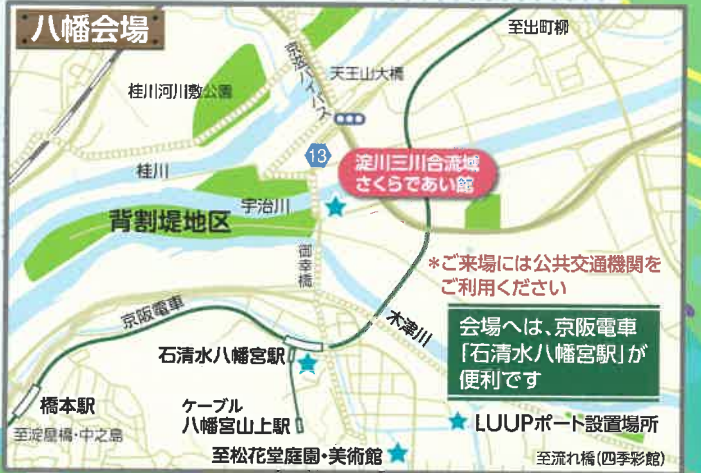 八幡会場
至出町柳
京滋バイパス
天王山大橋
桂川河川敷公園
13
淀川三川合流域
さくらであい館
桂川
宇治川
背割堤地区
御幸橋
*ご来場には公共交通機関を
ご利用ください
京阪電車
木津川
会場へは、京阪電車
「石清水八幡宮駅」が
便利です
石清水八幡宮駅
橋本駅
ケーブル
八幡宮山上駅
LUUPポート設置場所
至淀屋橋・中之島
至松花堂庭園・美術館
至流れ橋(四季彩館)